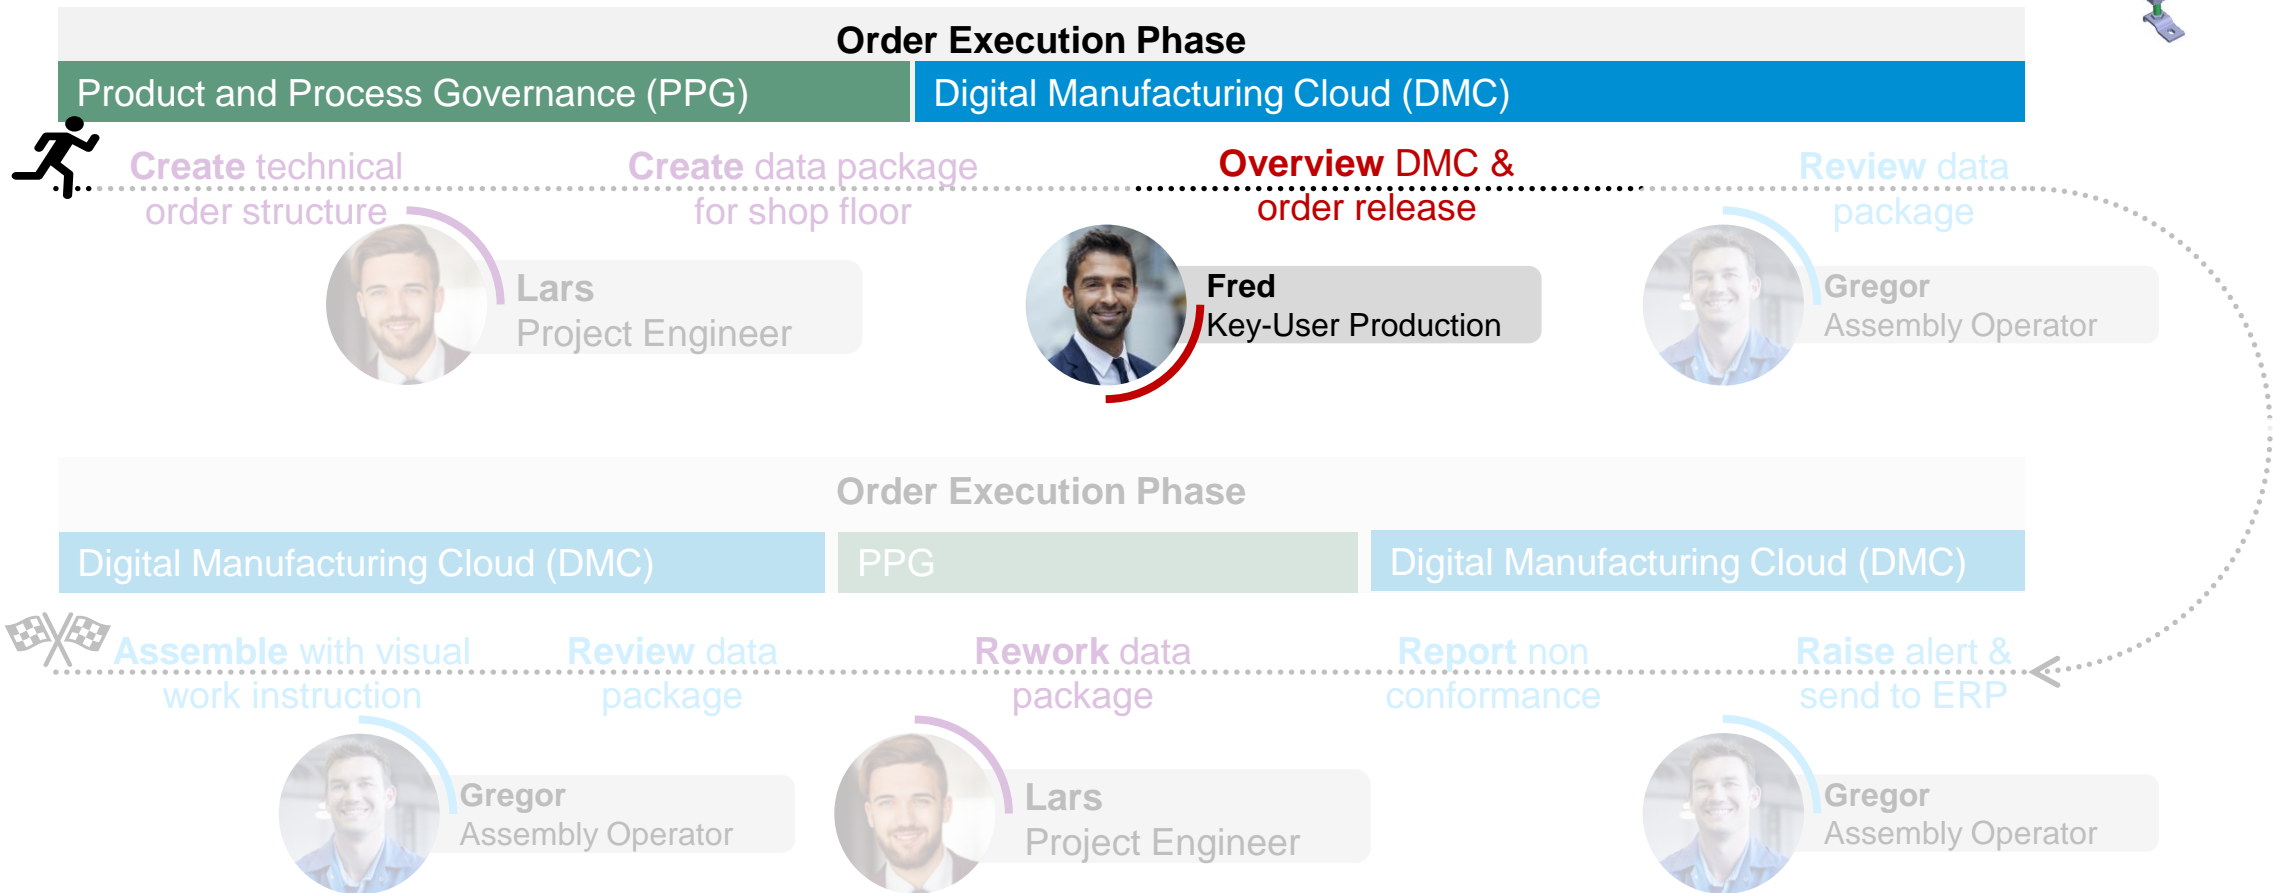 Order Execution Phase
Product and Process Governance (PPG)
Digital Manufacturing Cloud (DMC)
Create technical
order structure
Create data package
for shop floor
Overview DMC &
order release
Review data
package
Lars
Project Engineer
Fred
Key-User Production
Gregor
Assembly Operator
Order Execution Phase
Digital Manufacturing Cloud (DMC)
PPG
Digital Manufacturing Cloud (DMC)
Assemble with visual
work instruction
Review data
package
Rework data
package
Report non
conformance
Raise alert &
send to ERP
Gregor
Assembly Operator
Lars
Project Engineer
Gregor
Assembly Operator